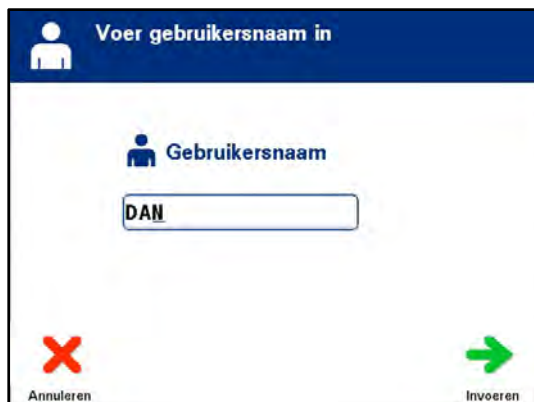 Voer gebruikersnaam in
Gebruikersnaam
DAN
Annuleren
Invoeren